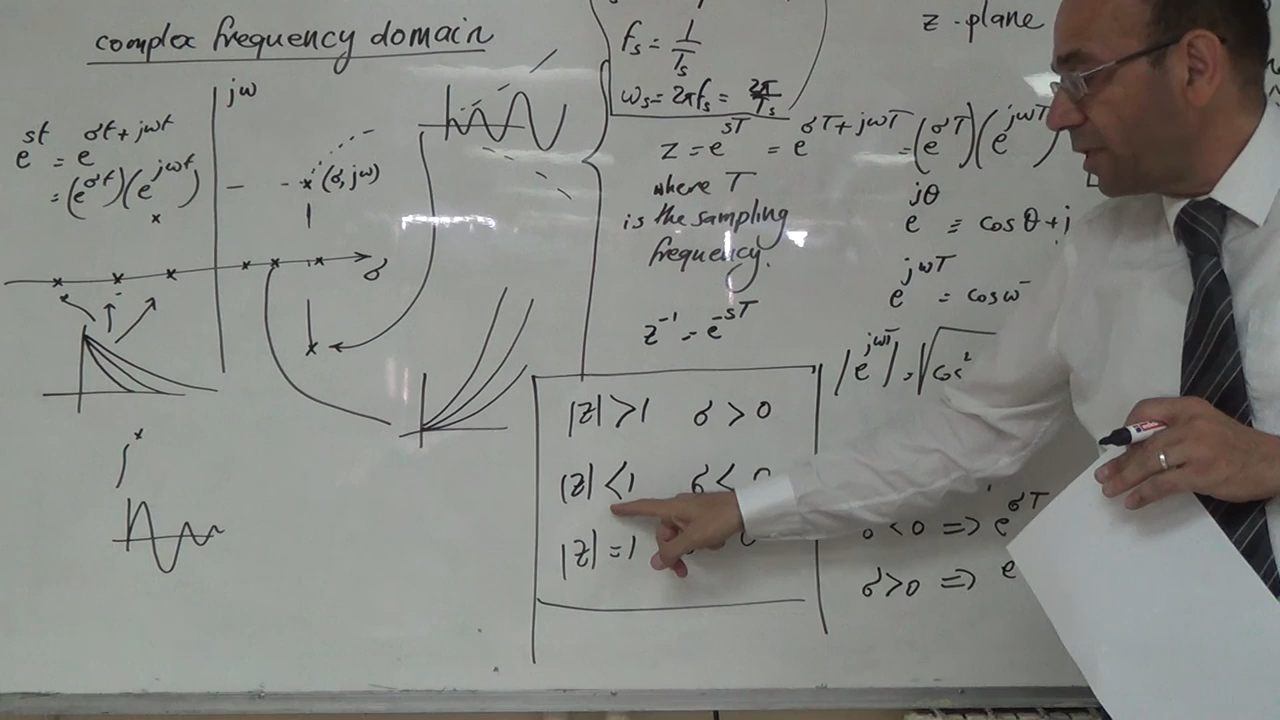 complex frequency domain
jω
e^st = e^σt+jωt
= (e^σt)(e^jωt)
(σ, jω)
σ
fs = 1/Ts
ωs = 2πfs = 2π/Ts
z = e^sT = e^σT+jωT = (e^σT)(e^jωT)
where T
is the sampling
frequency.
z^-1 = e^-sT
|z| > 1 σ > 0
|z| < 1 σ <
|z| = 1
z-plane
e^jθ ≡ cos θ + j
e^jωT = cos ω
|e^jωT| = √cos²
σ < 0 => e^σT
σ > 0 => e